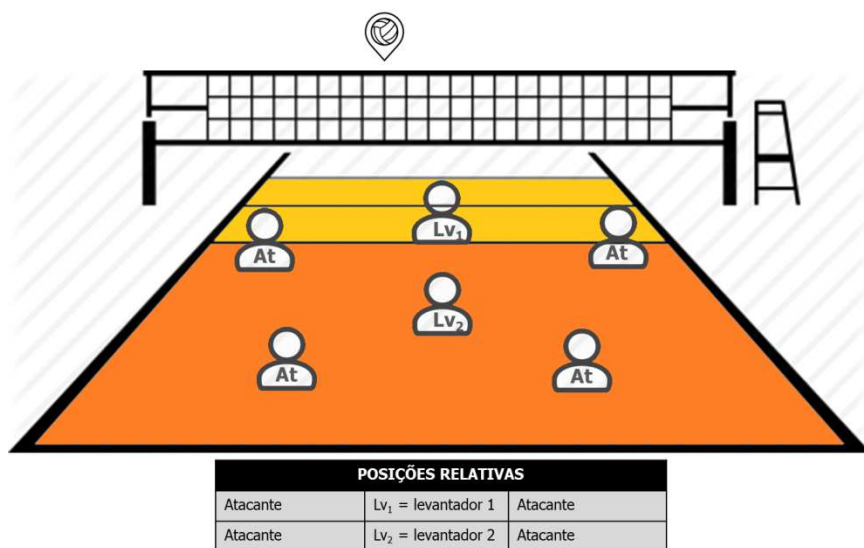 Lv₁
At
At
Lv₂
At
At
POSIÇÕES RELATIVAS
Atacante Lv₁ = levantador 1 Atacante
Atacante Lv₂ = levantador 2 Atacante